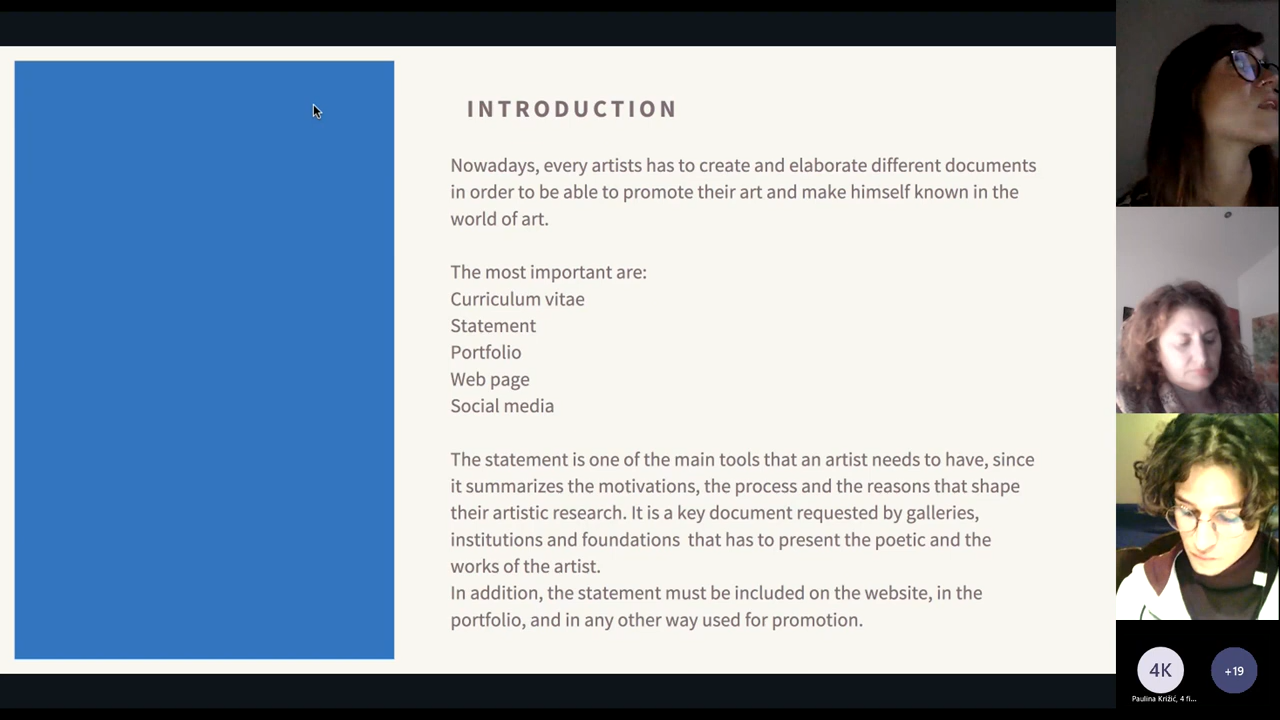 INTRODUCTION
Nowadays, every artists has to create and elaborate different documents
in order to be able to promote their art and make himself known in the
world of art.
The most important are:
Curriculum vitae
Statement
Portfolio
Web page
Social media
The statement is one of the main tools that an artist needs to have, since
it summarizes the motivations, the process and the reasons that shape
their artistic research. It is a key document requested by galleries,
institutions and foundations  that has to present the poetic and the
works of the artist.
In addition, the statement must be included on the website, in the
portfolio, and in any other way used for promotion.
4K
+19
Paulina Križić, 4 fi...